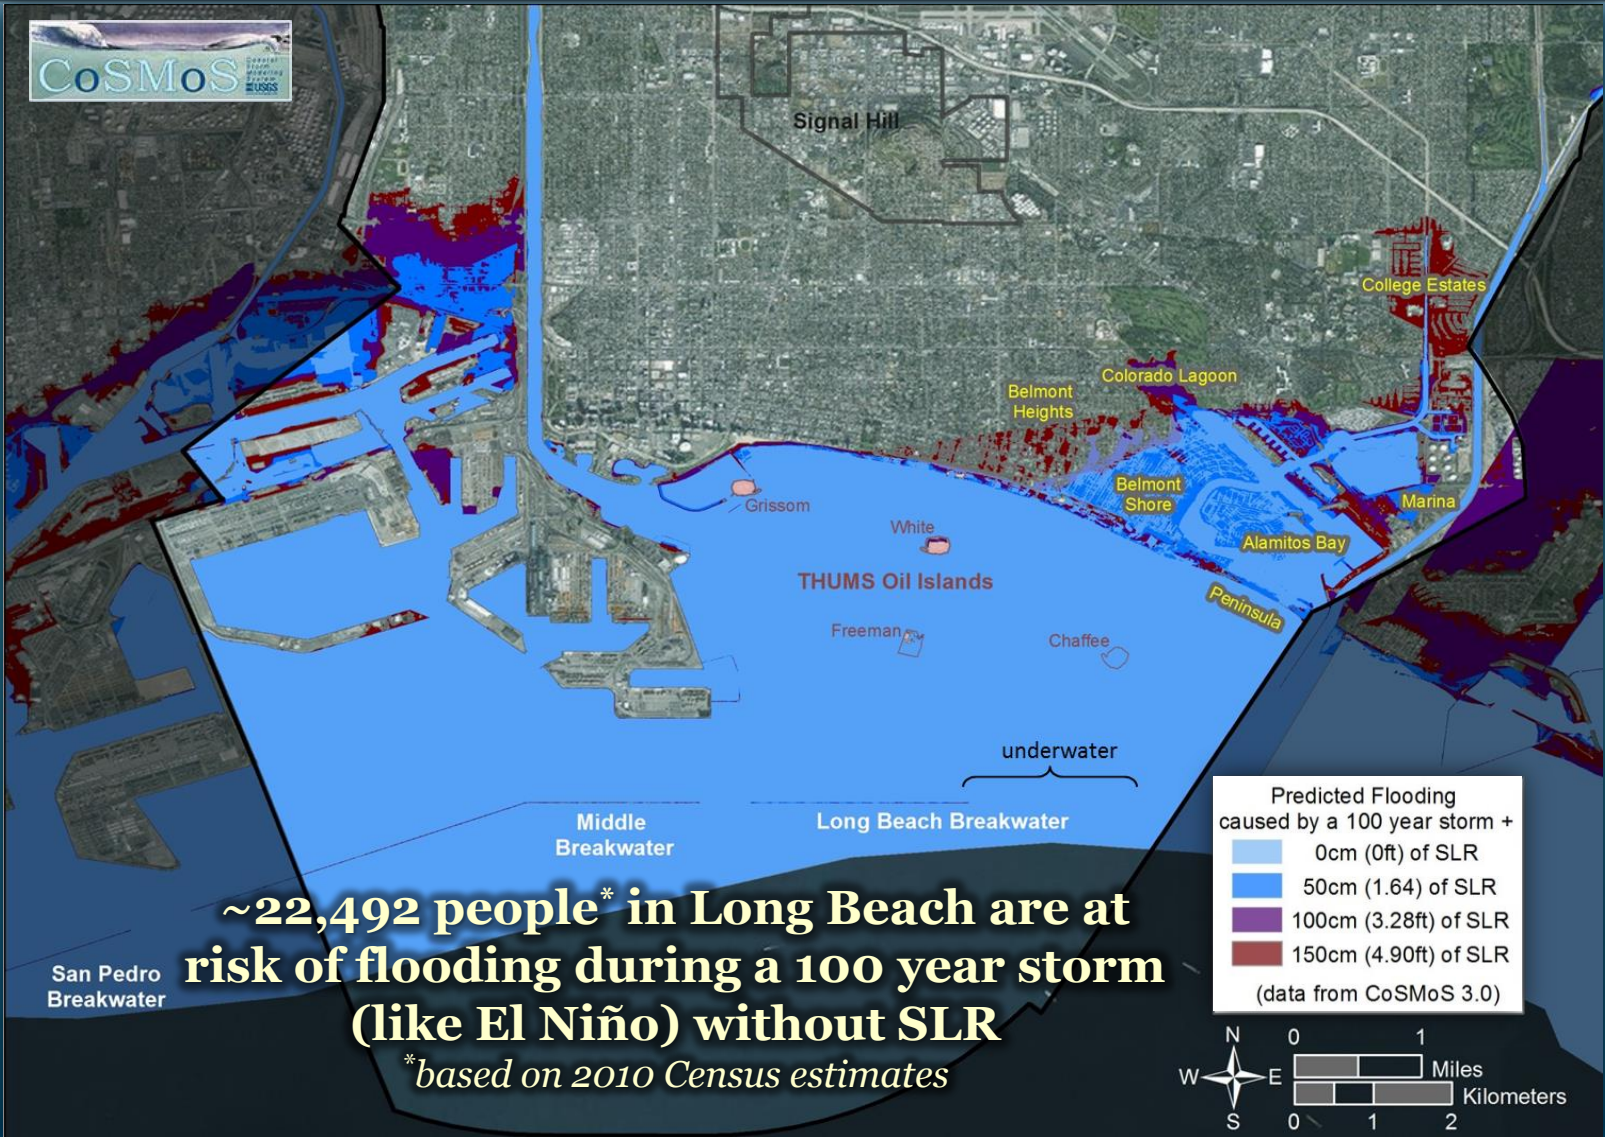 CoSMoS
Coastal
Storm
Modeling
System
USGS
Signal Hill
College Estates
Colorado Lagoon
Belmont
Heights
Belmont
Shore
Marina
Alamitos Bay
Peninsula
Grissom
White
THUMS Oil Islands
Freeman
Chaffee
underwater
Middle
Breakwater
Long Beach Breakwater
San Pedro
Breakwater
~22,492 people* in Long Beach are at
risk of flooding during a 100 year storm
(like El Niño) without SLR
*based on 2010 Census estimates
Predicted Flooding
caused by a 100 year storm +
0cm (0ft) of SLR
50cm (1.64) of SLR
100cm (3.28ft) of SLR
150cm (4.90ft) of SLR
(data from CoSMoS 3.0)
N
W E
S
0 1
Miles
Kilometers
0 1 2